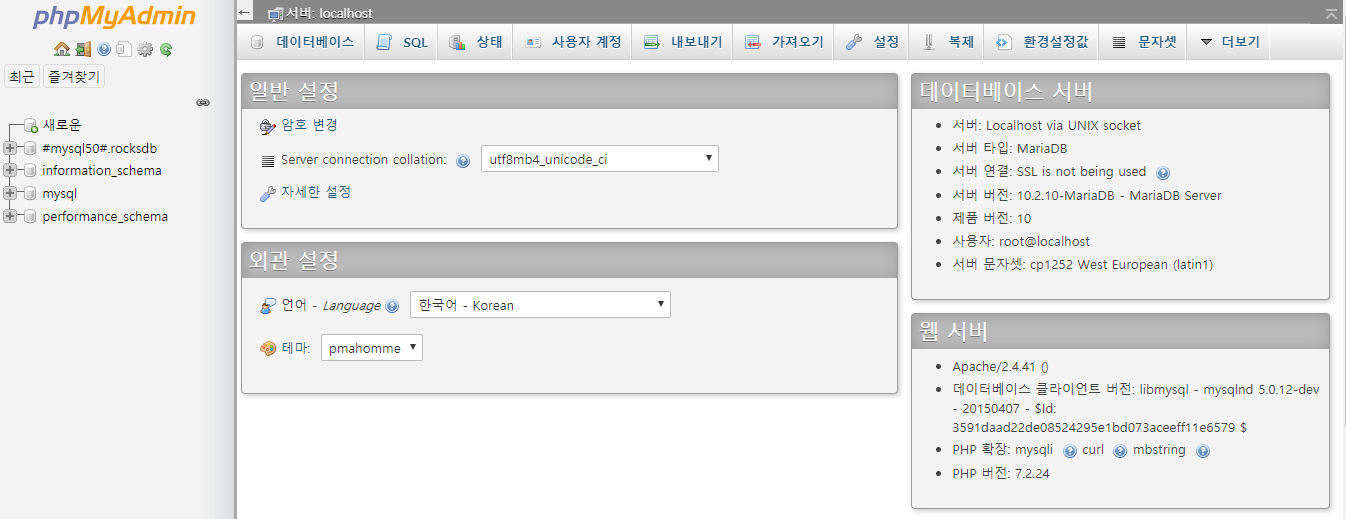 phpMyAdmin
최근 즐겨찾기
새로운
#mysql50#.rocksdb
information_schema
mysql
performance_schema
서버: localhost
데이터베이스 SQL 상태 사용자 계정 내보내기 가져오기 설정 복제 환경설정값 문자셋 더보기
일반 설정
암호 변경
Server connection collation: utf8mb4_unicode_ci
자세한 설정
외관 설정
언어 - Language 한국어 - Korean
테마: pmahomme
데이터베이스 서버
서버: Localhost via UNIX socket
서버 타입: MariaDB
서버 연결: SSL is not being used
서버 버전: 10.2.10-MariaDB - MariaDB Server
제품 버전: 10
사용자: root@localhost
서버 문자셋: cp1252 West European (latin1)
웹 서버
Apache/2.4.41 ()
데이터베이스 클라이언트 버전: libmysql - mysqlnd 5.0.12-dev
- 20150407 - $Id:
3591daad22de08524295e1bd073aceeff11e6579 $
PHP 확장: mysqli curl mbstring
PHP 버전: 7.2.24